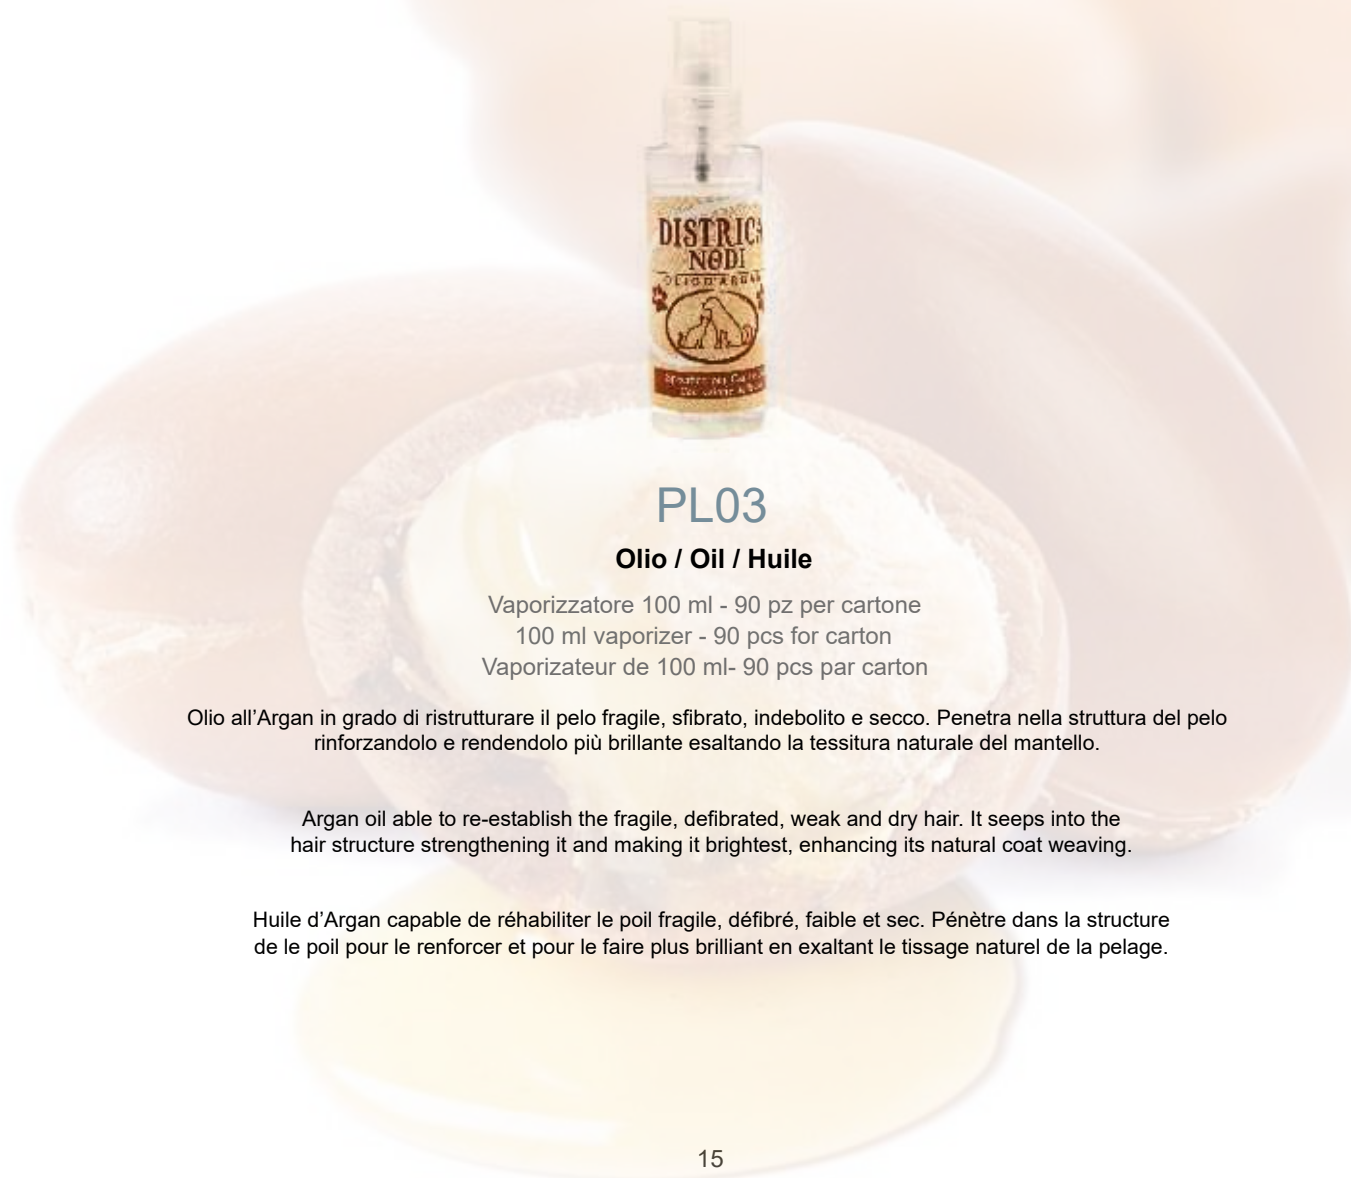 DISTRICA
NODI
OLIO D'ARGAN
PL03
Olio / Oil / Huile
Vaporizzatore 100 ml - 90 pz per cartone
100 ml vaporizer - 90 pcs for carton
Vaporizateur de 100 ml- 90 pcs par carton
Olio all’Argan in grado di ristrutturare il pelo fragile, sfibrato, indebolito e secco. Penetra nella struttura del pelo
rinforzandolo e rendendolo più brillante esaltando la tessitura naturale del mantello.
Argan oil able to re-establish the fragile, defibrated, weak and dry hair. It seeps into the
hair structure strengthening it and making it brightest, enhancing its natural coat weaving.
Huile d’Argan capable de réhabiliter le poil fragile, défibré, faible et sec. Pénètre dans la structure
de le poil pour le renforcer et pour le faire plus brilliant en exaltant le tissage naturel de la pelage.
15